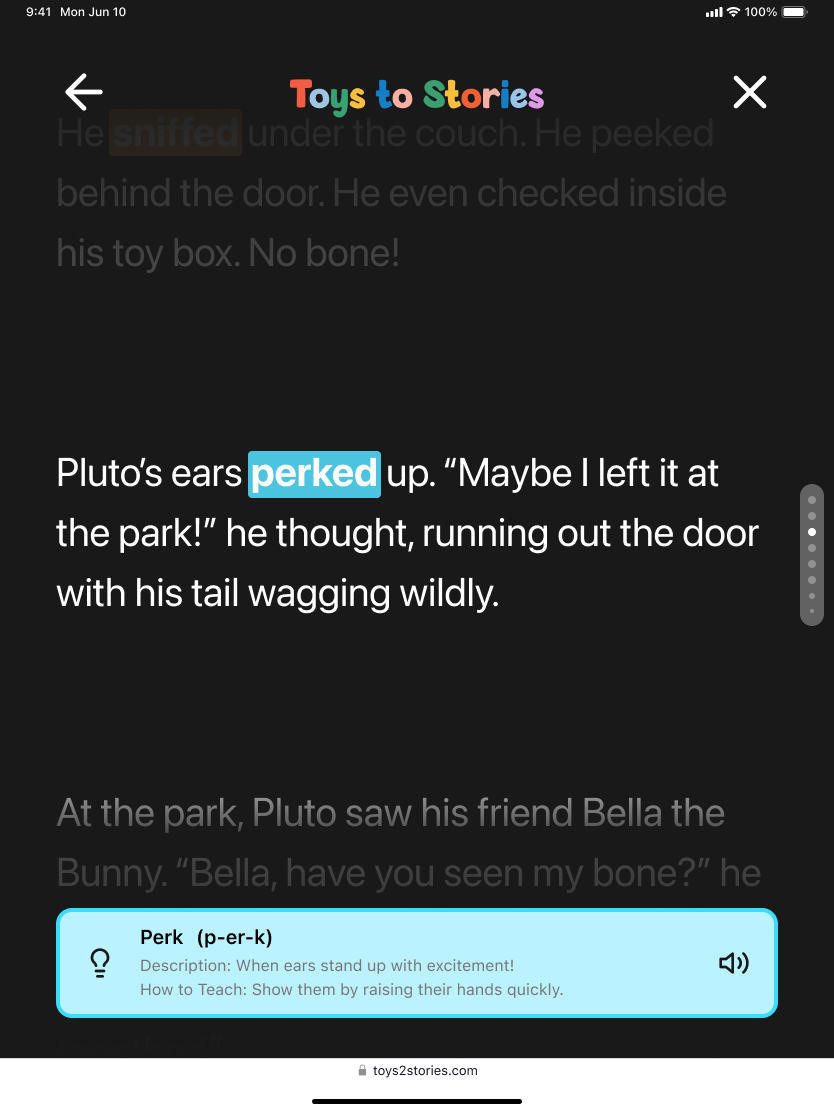 9:41 Mon Jun 10
100%
Toys to Stories
He sniffed under the couch. He peeked
behind the door. He even checked inside
his toy box. No bone!
Pluto’s ears perked up. “Maybe I left it at
the park!” he thought, running out the door
with his tail wagging wildly.
At the park, Pluto saw his friend Bella the
Bunny. “Bella, have you seen my bone?” he
Perk (p-er-k)
Description: When ears stand up with excitement!
How to Teach: Show them by raising their hands quickly.
toys2stories.com